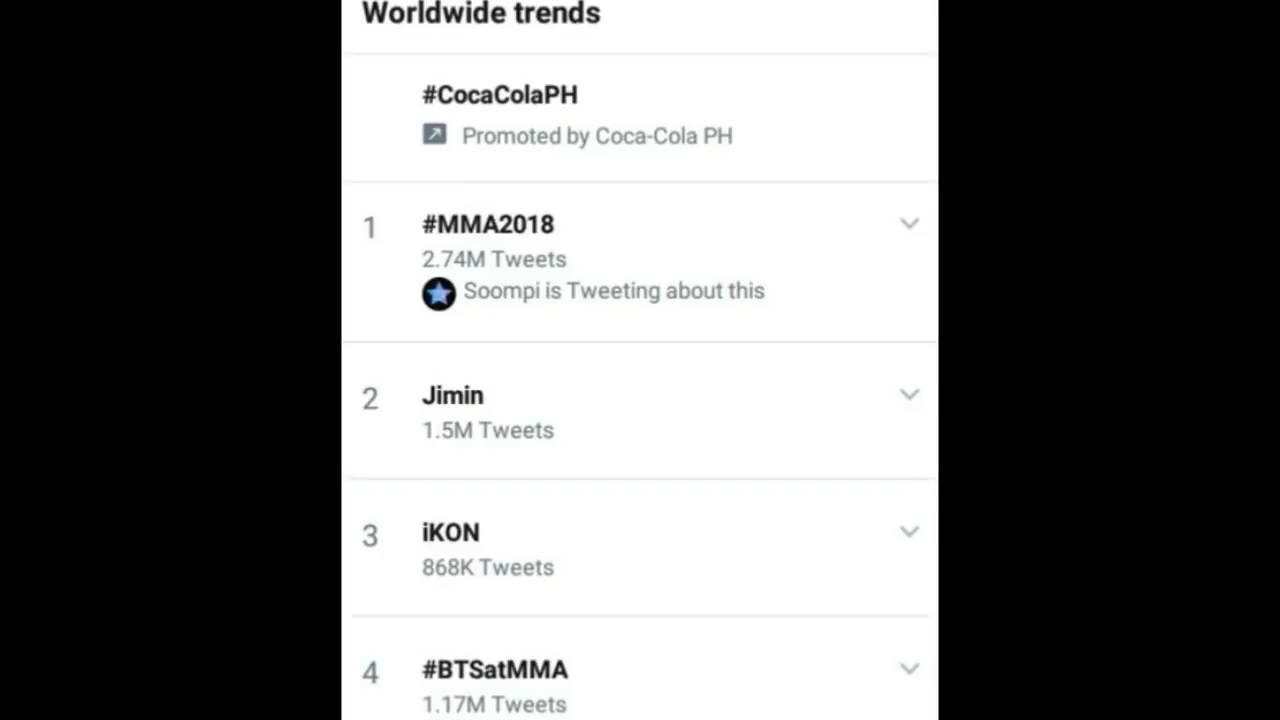 Worldwide trends
#CocaColaPH
Promoted by Coca-Cola PH
1
#MMA2018
2.74M Tweets
Soompi is Tweeting about this
2
Jimin
1.5M Tweets
3
iKON
868K Tweets
4
#BTSatMMA
1.17M Tweets